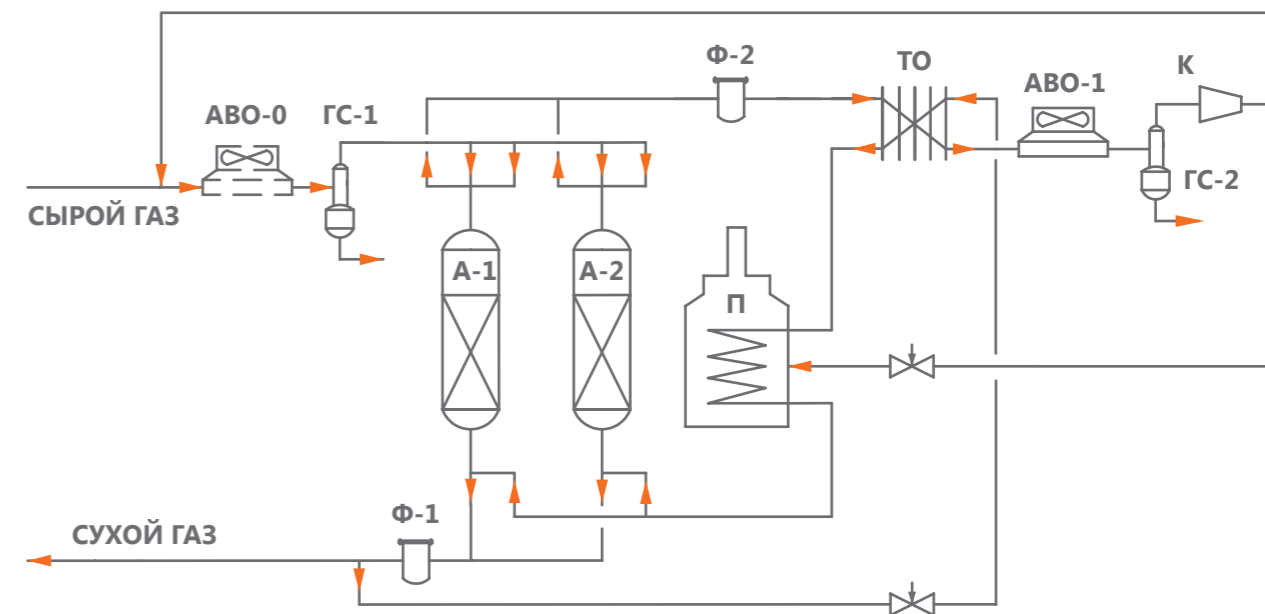 Ф-2
ТО
АВО-1
К
АВО-0
ГС-1
ГС-2
СЫРОЙ ГАЗ
А-1
А-2
П
Ф-1
СУХОЙ ГАЗ